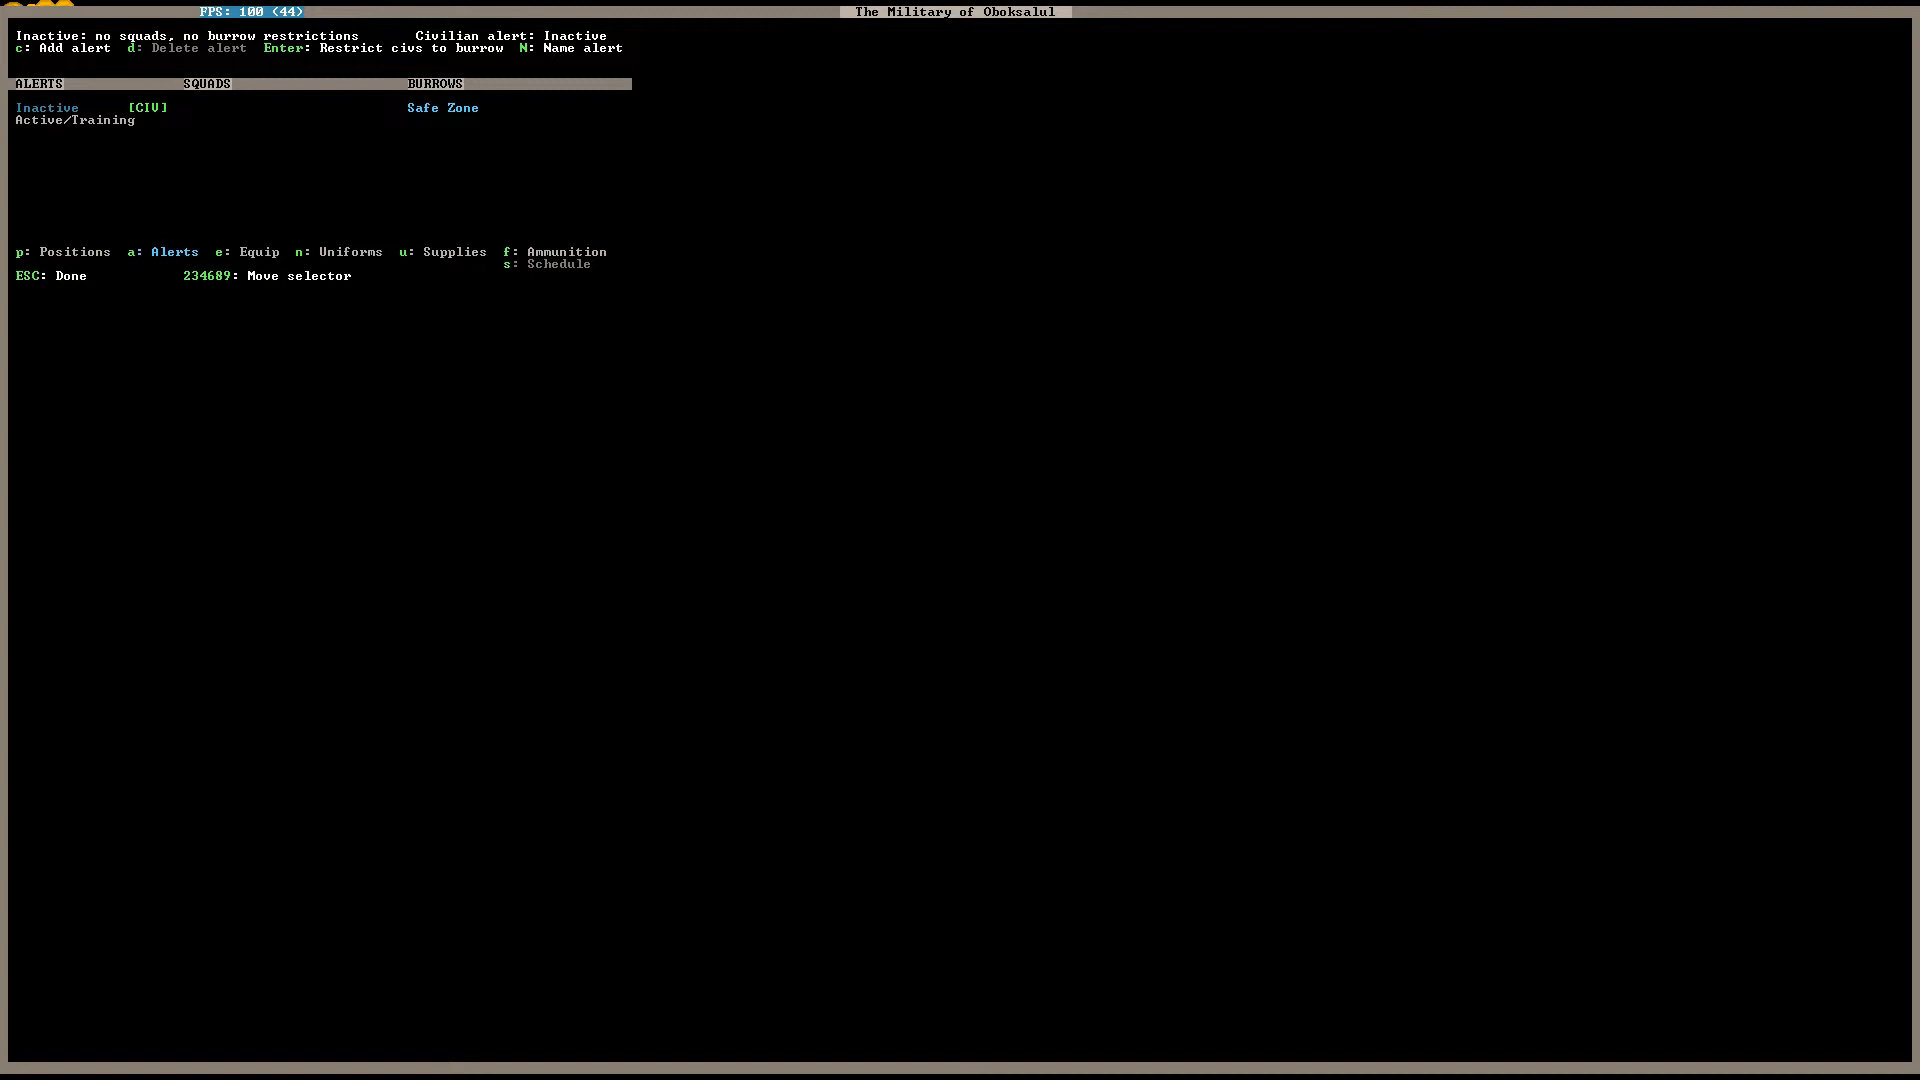 FPS: 100 (44) The Military of Oboksalul
Inactive: no squads, no burrow restrictions Civilian alert: Inactive
c: Add alert d: Delete alert Enter: Restrict civs to burrow N: Name alert
ALERTS SQUADS BURROWS
Inactive [CIV] Safe Zone
Active/Training
p: Positions a: Alerts e: Equip n: Uniforms u: Supplies f: Ammunition
s: Schedule
ESC: Done 234689: Move selector